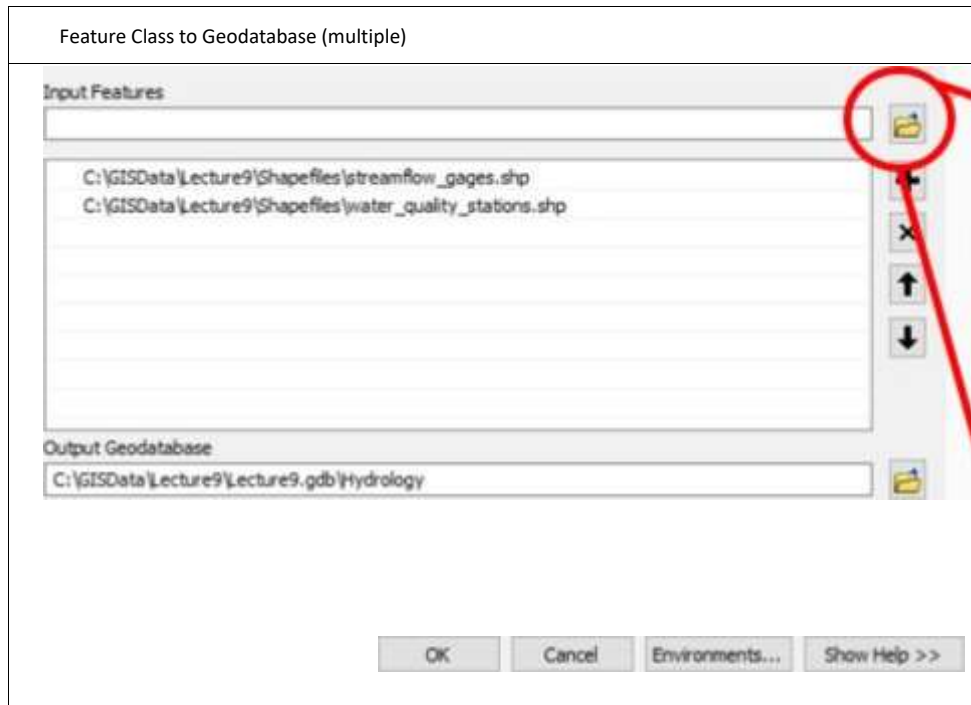 Feature Class to Geodatabase (multiple)
Input Features
C:\GISData\Lecture9\Shapefiles\streamflow_gages.shp
C:\GISData\Lecture9\Shapefiles\water_quality_stations.shp
Output Geodatabase
C:\GISData\Lecture9\Lecture9.gdb\Hydrology
OK Cancel Environments... Show Help >>